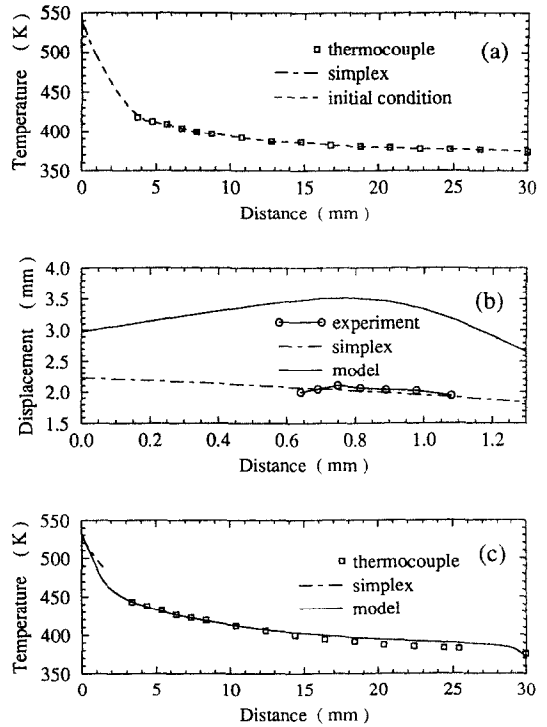 550
500
450
400
350
Temperature ( K )
(a)
thermocouple
simplex
initial condition
0
5
10
15
20
25
30
Distance ( mm )
4.0
3.5
3.0
2.5
2.0
1.5
Displacement ( mm )
(b)
experiment
simplex
model
0.0
0.2
0.4
0.6
0.8
1.0
1.2
Distance ( mm )
550
500
450
400
350
Temperature ( K )
(c)
thermocouple
simplex
model
0
5
10
15
20
25
30
Distance ( mm )